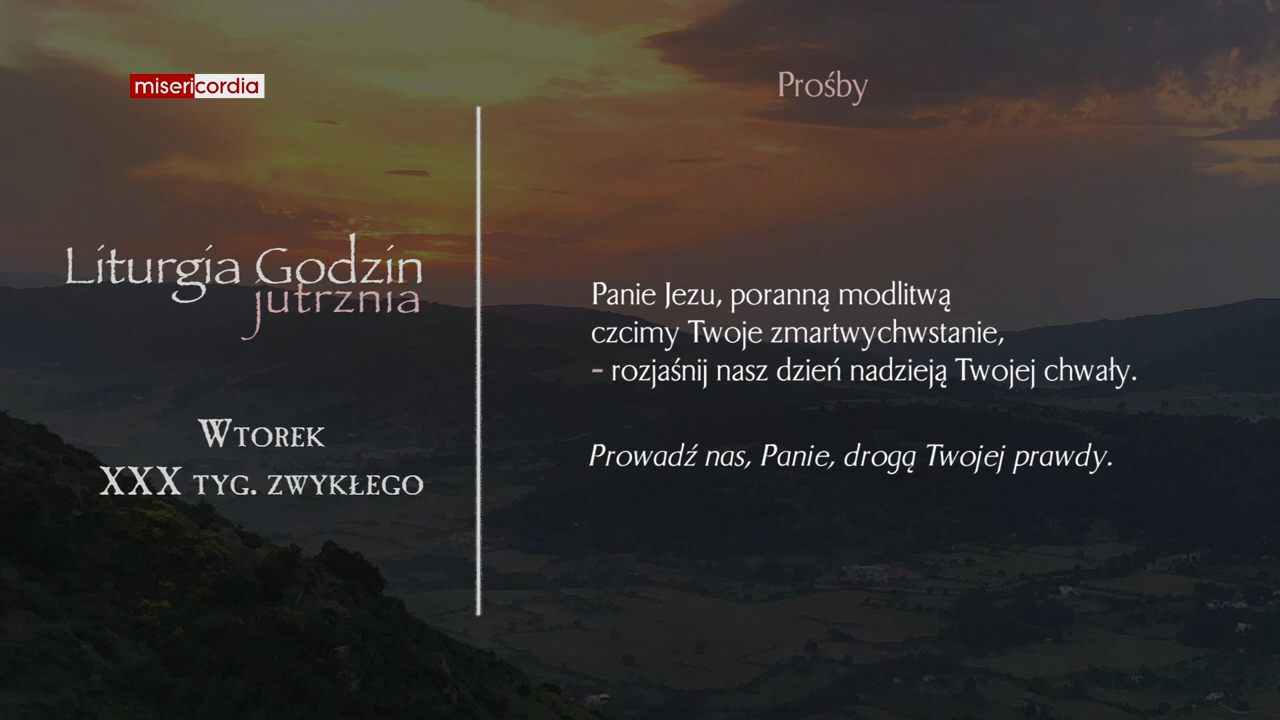 misericordia
Liturgia Godzin
jutrznia
Wtorek
XXX tyg. zwykłego
Prośby
Panie Jezu, poranną modlitwą
czcimy Twoje zmartwychwstanie,
- rozjaśnij nasz dzień nadzieją Twojej chwały.
Prowadź nas, Panie, drogą Twojej prawdy.